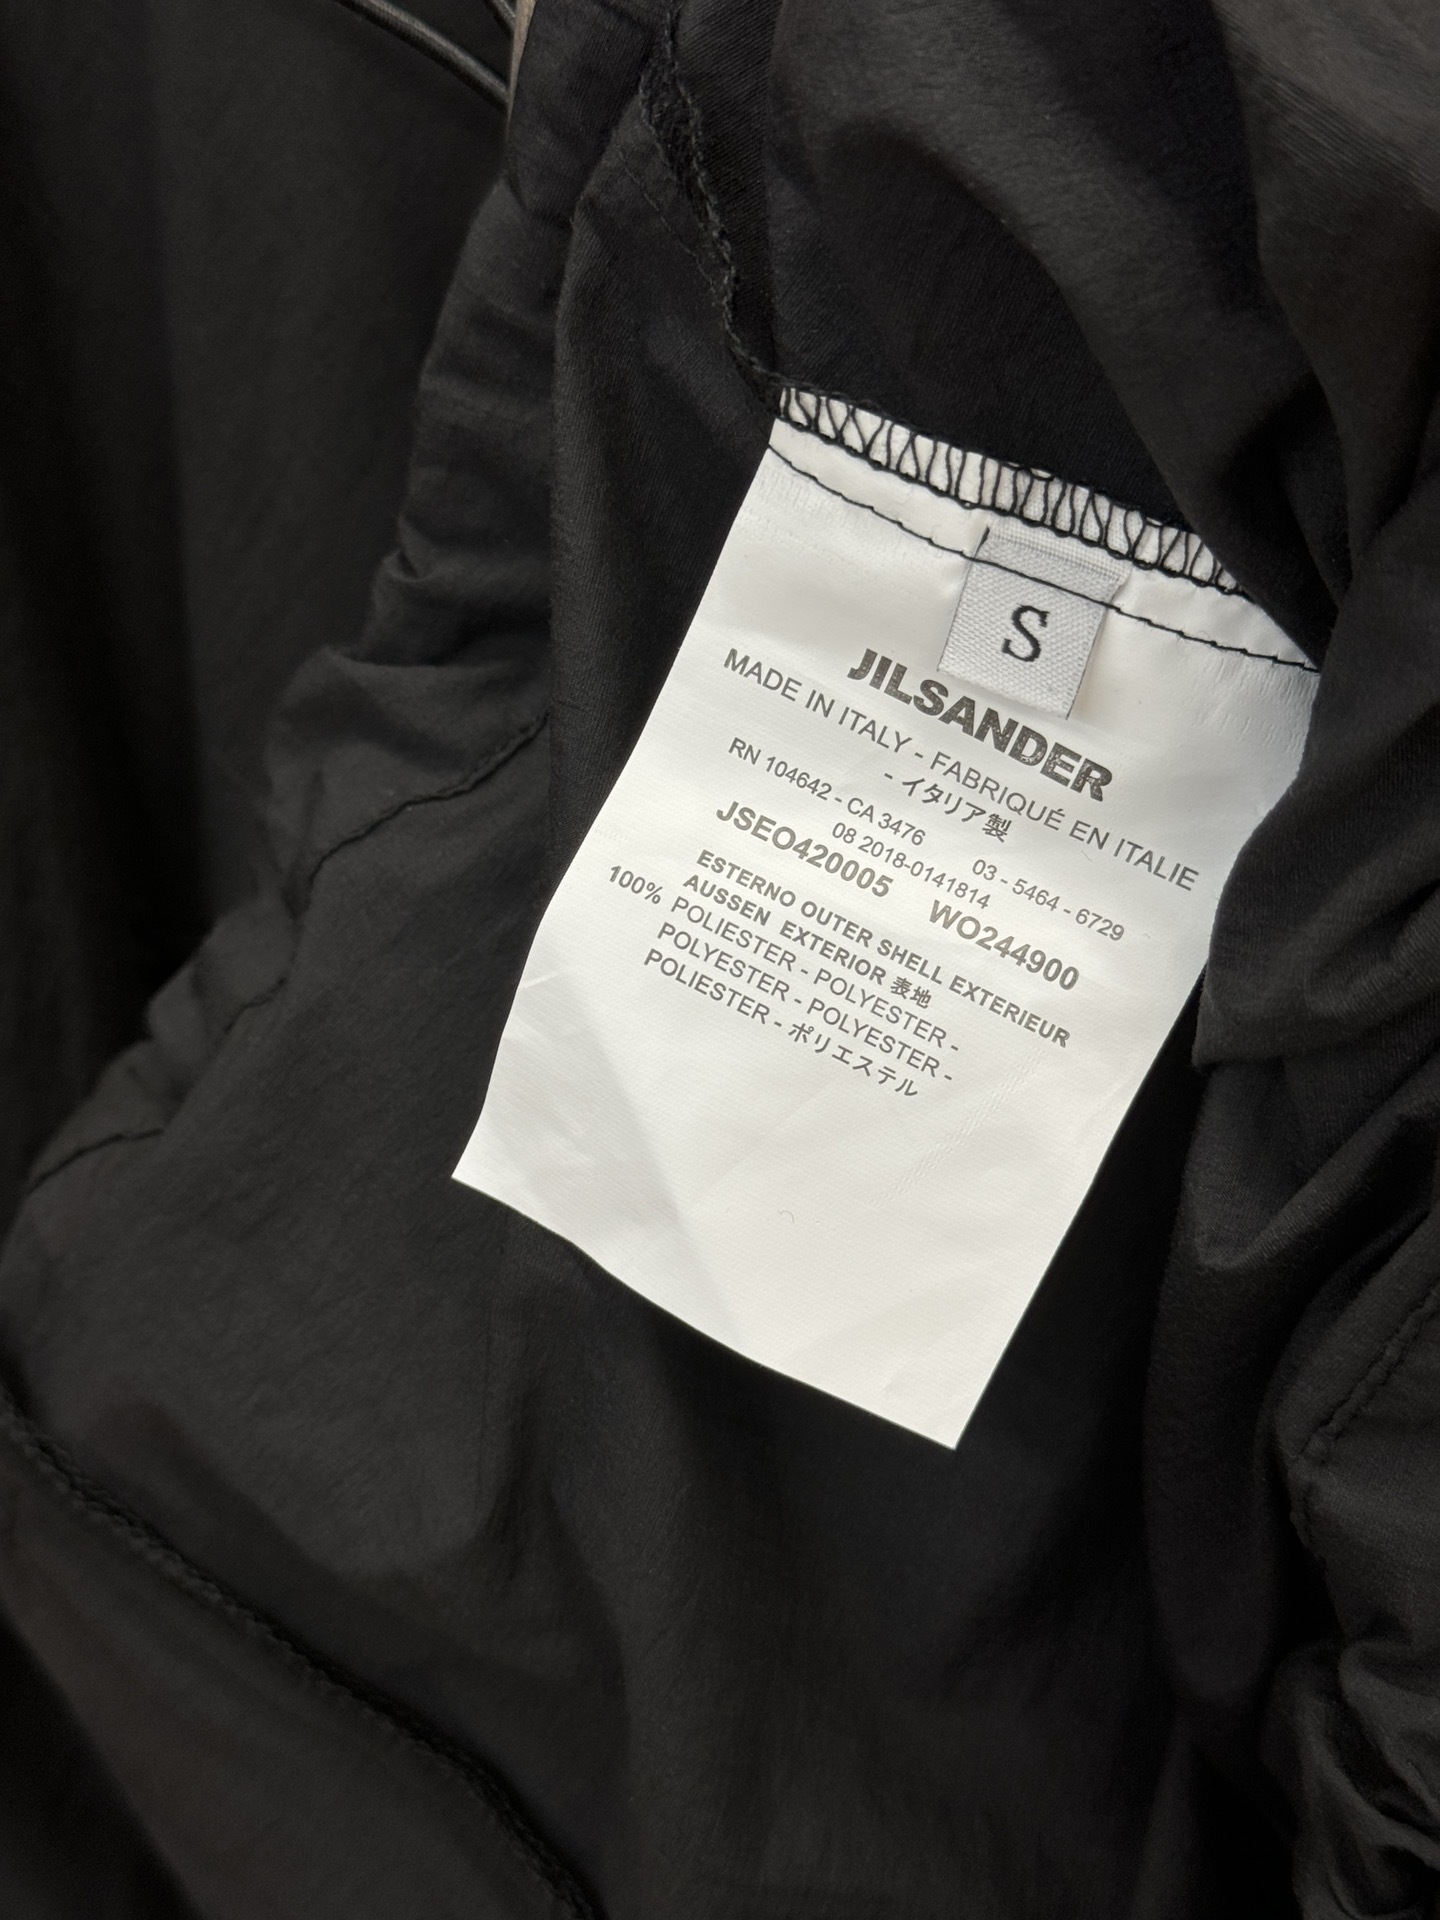 S
JILSANDER
MADE IN ITALY - FABRIQUÉ EN ITALIE
- イタリア製
RN 104642 - CA 3476 03 - 5464 - 6729
08 2018-0141814
JSEO420005 WO244900
ESTERNO OUTER SHELL EXTERIEUR
AUSSEN EXTERIOR 表地
100% POLIESTER - POLYESTER -
POLYESTER - POLYESTER -
POLIESTER - ポリエステル